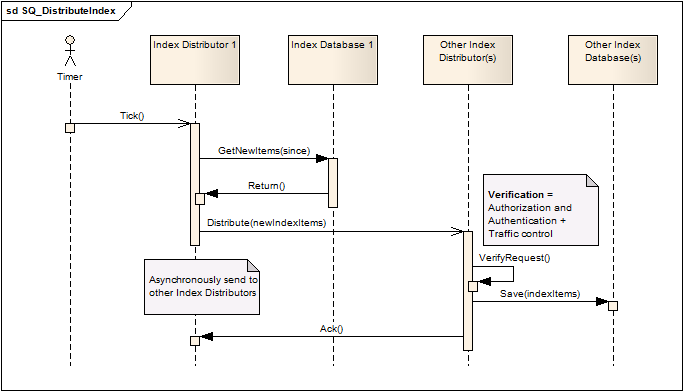 sd SQ_DistributeIndex
Timer
Index Distributor 1
Index Database 1
Other Index
Distributor(s)
Other Index
Database(s)
Tick()
GetNewItems(since)
Return()
Distribute(newIndexItems)
Verification =
Authorization and
Authentication +
Traffic control
VerifyRequest()
Asynchronously send to
other Index Distributors
Save(indexItems)
Ack()